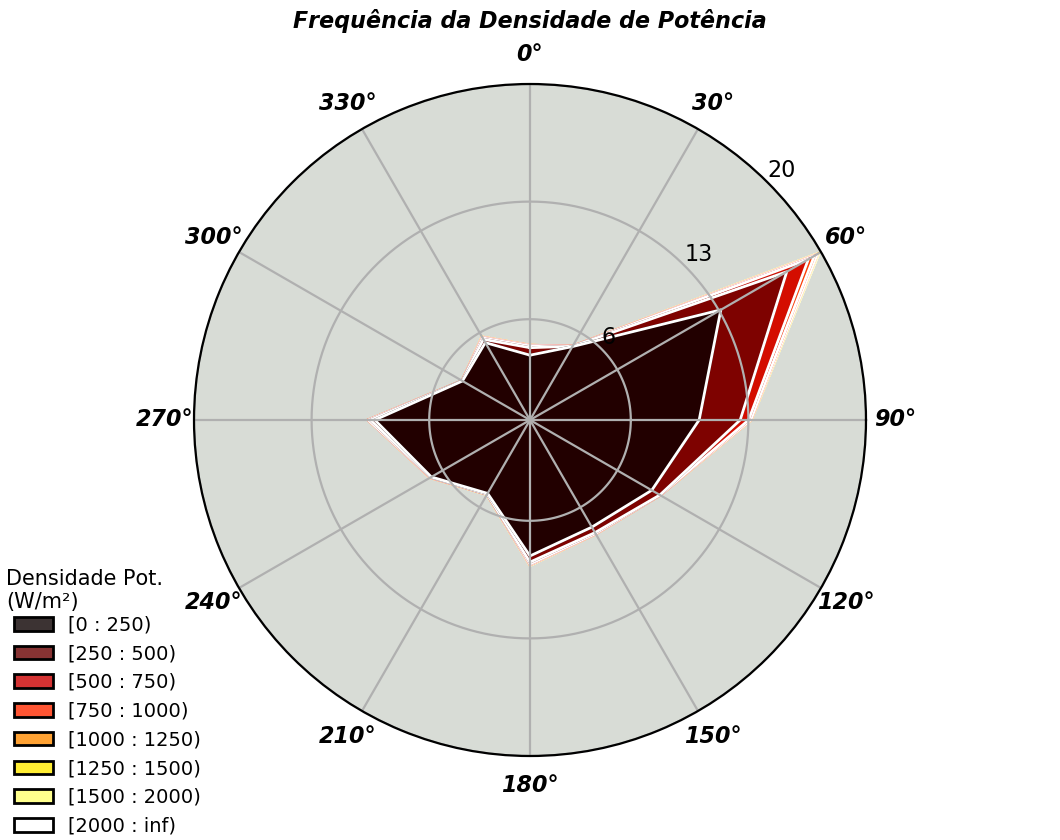 Frequência da Densidade de Potência
0°
330°
30°
20
300°
60°
13
6
270°
90°
240°
120°
210°
150°
180°
Densidade Pot.
(W/m²)
[0 : 250)
[250 : 500)
[500 : 750)
[750 : 1000)
[1000 : 1250)
[1250 : 1500)
[1500 : 2000)
[2000 : inf)